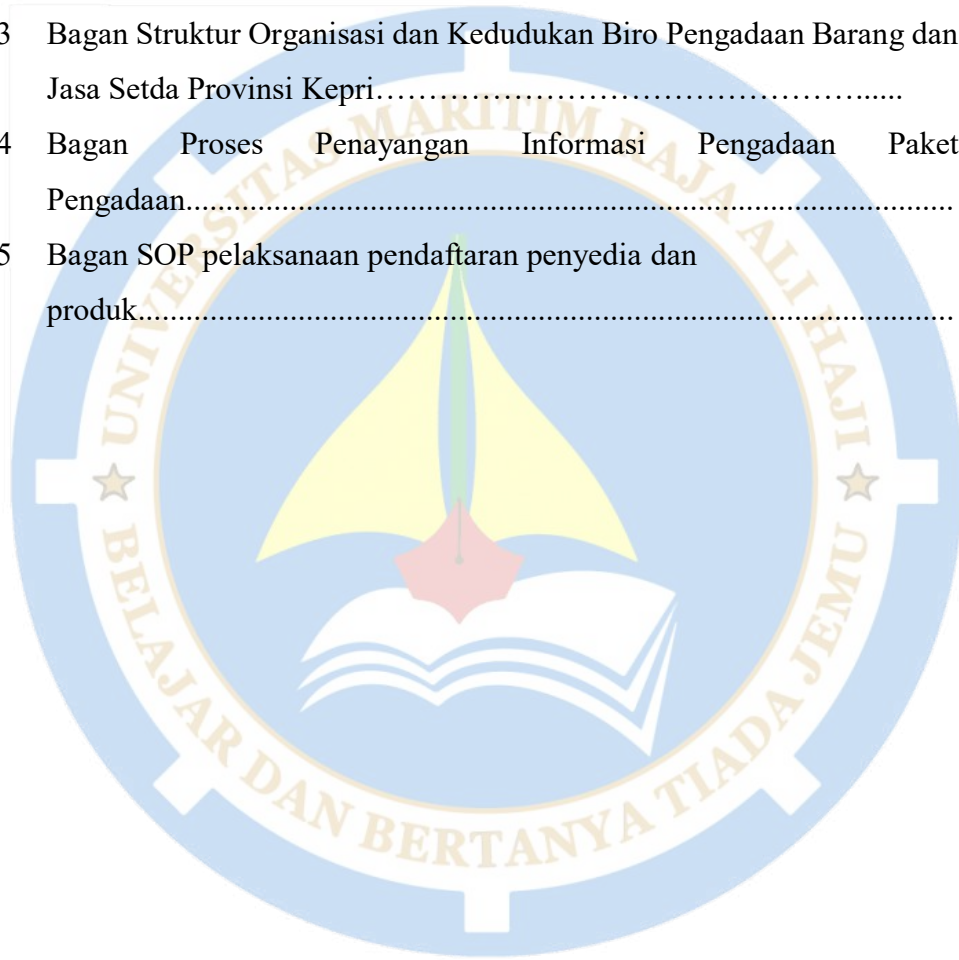 3 Bagan Struktur Organisasi dan Kedudukan Biro Pengadaan Barang dan
Jasa Setda Provinsi Kepri……………………………………….......
4 Bagan Proses Penayangan Informasi Pengadaan Paket
Pengadaan...................................................................................
5 Bagan SOP pelaksanaan pendaftaran penyedia dan
produk.........................................................................................
UNIVERSITAS MARITIM RAJA ALI HAJI
BELAJAR DAN BERTANYA TIADA JEMU